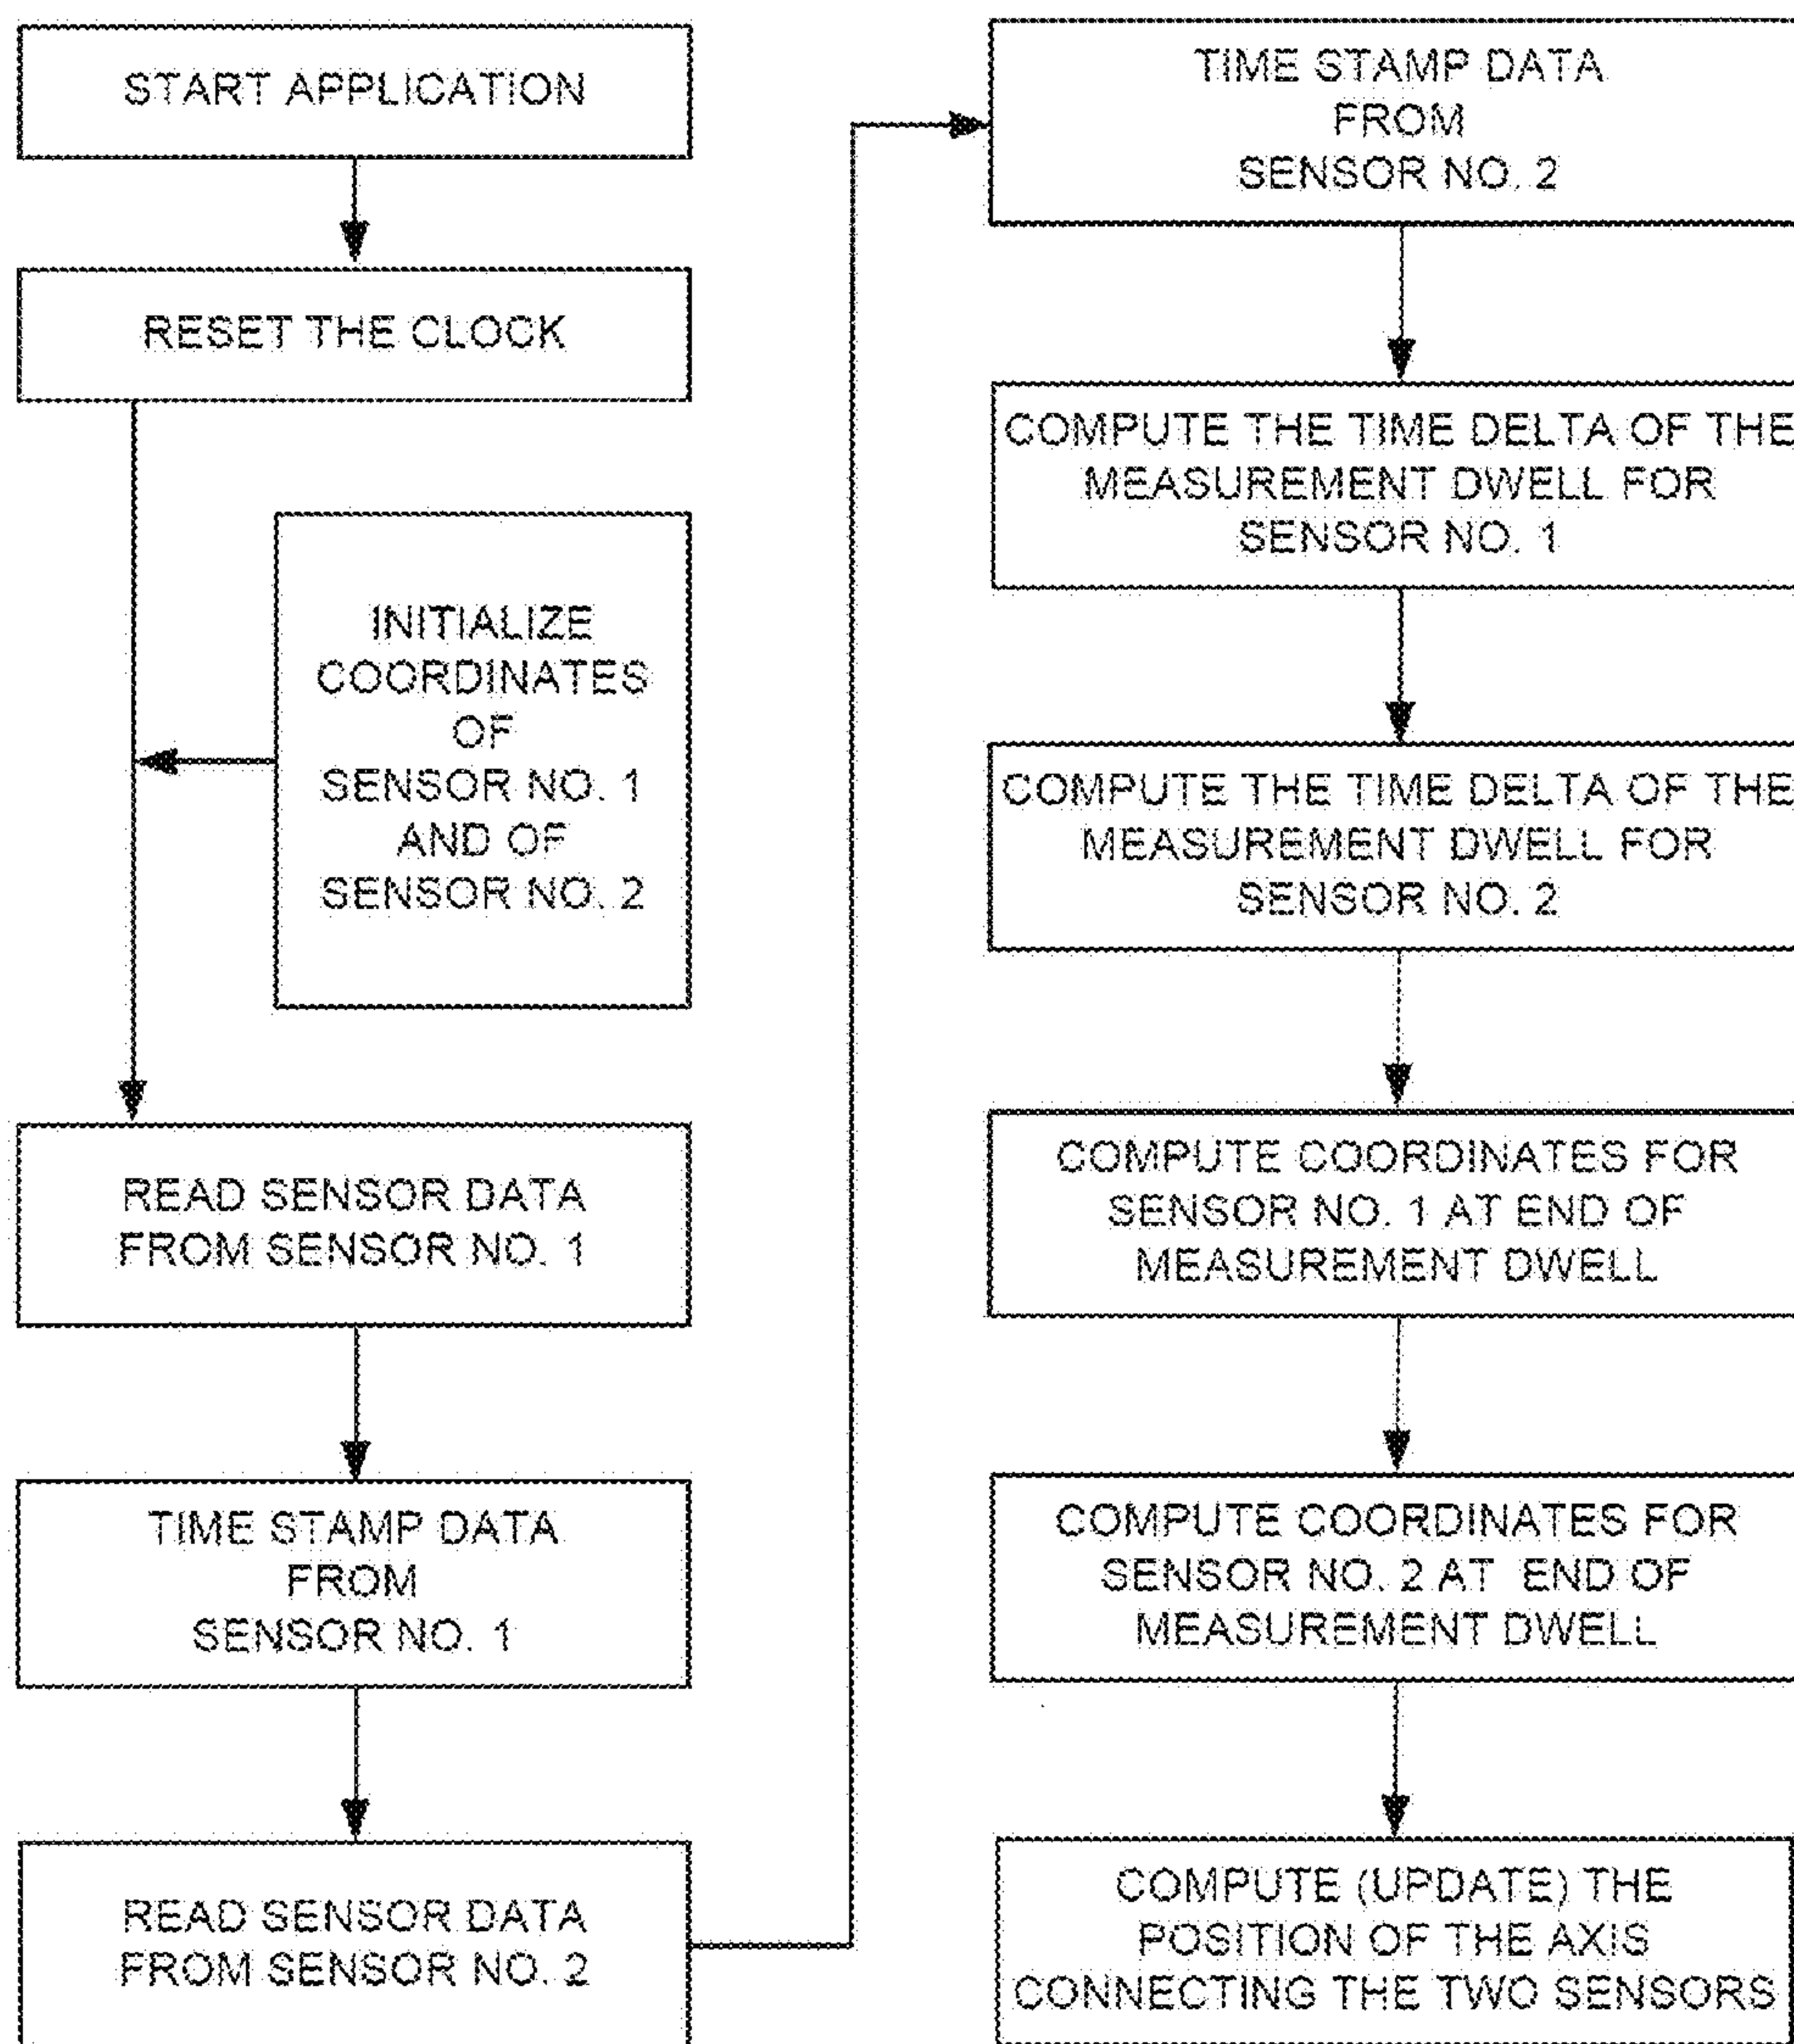 START APPLICATION
RESET THE CLOCK
INITIALIZE
COORDINATES
OF
SENSOR NO. 1
AND OF
SENSOR NO. 2
READ SENSOR DATA
FROM SENSOR NO. 1
TIME STAMP DATA
FROM
SENSOR NO. 1
READ SENSOR DATA
FROM SENSOR NO. 2
TIME STAMP DATA
FROM
SENSOR NO. 2
COMPUTE THE TIME DELTA OF THE
MEASUREMENT DWELL FOR
SENSOR NO. 1
COMPUTE THE TIME DELTA OF THE
MEASUREMENT DWELL FOR
SENSOR NO. 2
COMPUTE COORDINATES FOR
SENSOR NO. 1 AT END OF
MEASUREMENT DWELL
COMPUTE COORDINATES FOR
SENSOR NO. 2 AT END OF
MEASUREMENT DWELL
COMPUTE (UPDATE) THE
POSITION OF THE AXIS
CONNECTING THE TWO SENSORS